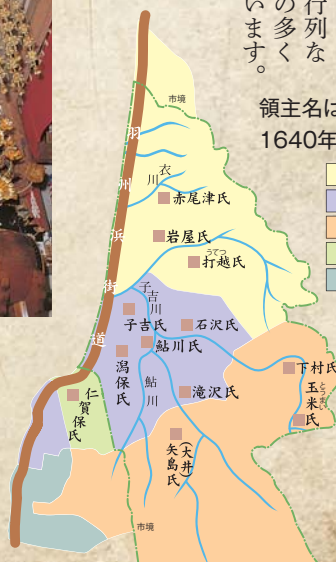 行列な
の多く
います。
領主名は
1640年
市境
羽州浜街道
衣川
赤尾津氏
岩屋氏
うてつ
打越氏
子吉川
子吉氏
石沢氏
鮎川氏
潟保氏
鮎川
滝沢氏
下村氏
仁賀保氏
玉米氏
とうまい
矢島氏
(大井)
市境